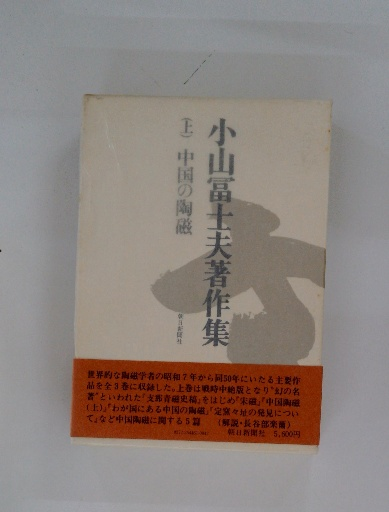 小山冨士夫著作集
(上) 中国の陶磁
朝日新聞社
世界的な陶磁学者の昭和7年から同50年にいたる主要作
品を全3巻に収録した。上巻は戦時中絶版となり“幻の名
著”といわれた「支那青磁史稿」をはじめ「宋磁」「中国陶磁
(上)」「わが国にある中国の陶磁」「定窯々址の発見につい
て」など中国陶磁に関する5篇 (解説・長谷部楽爾)
朝日新聞社 5,800円